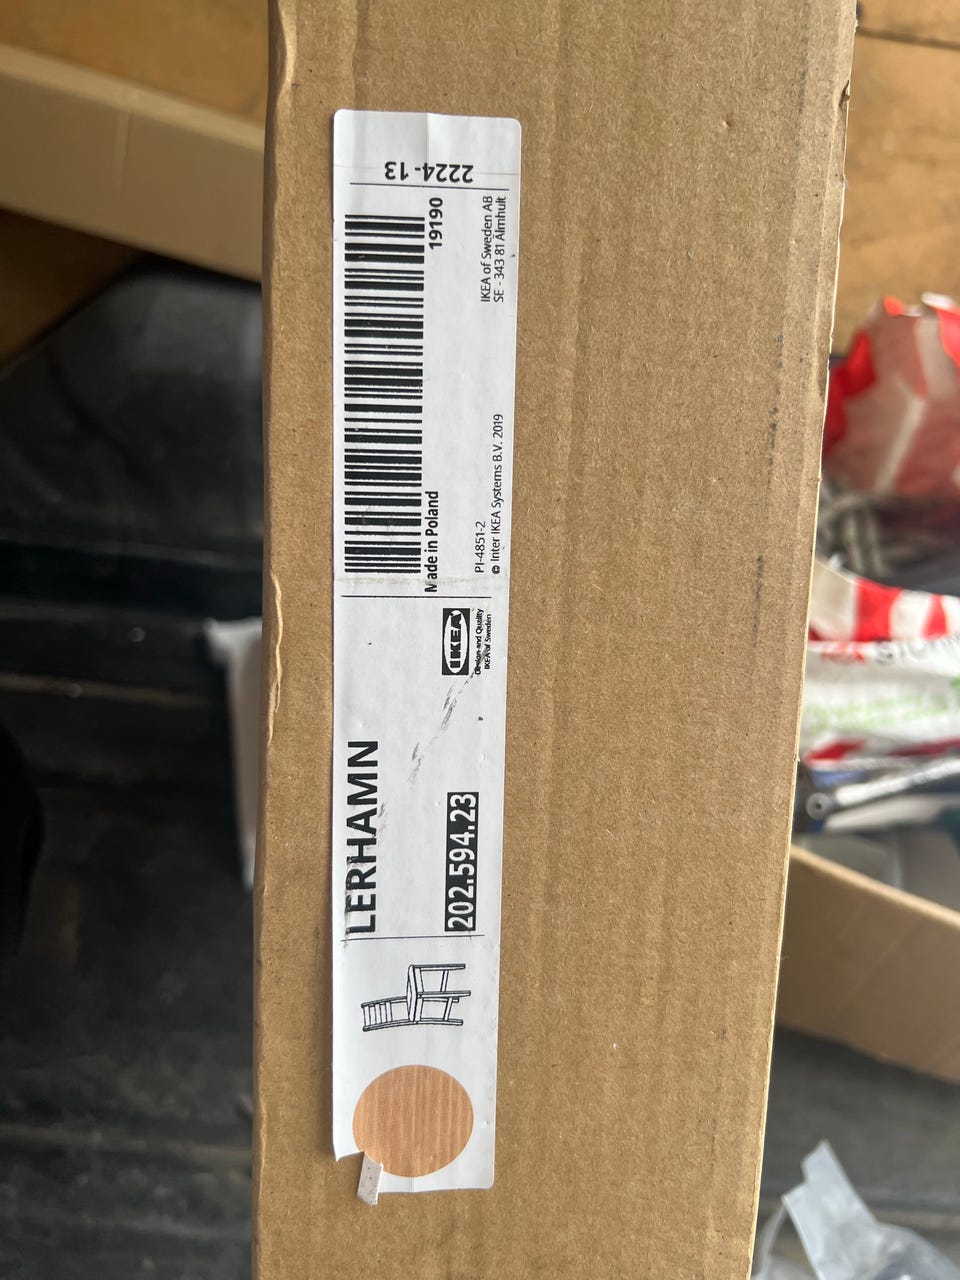 LERHAMN
202.594.23
IKEA
Design and Quality
IKEA of Sweden
Made in Poland
19190
PI-4851-2
© Inter IKEA Systems B.V. 2019
IKEA of Sweden AB
SE - 343 81 Älmhult
2224-13